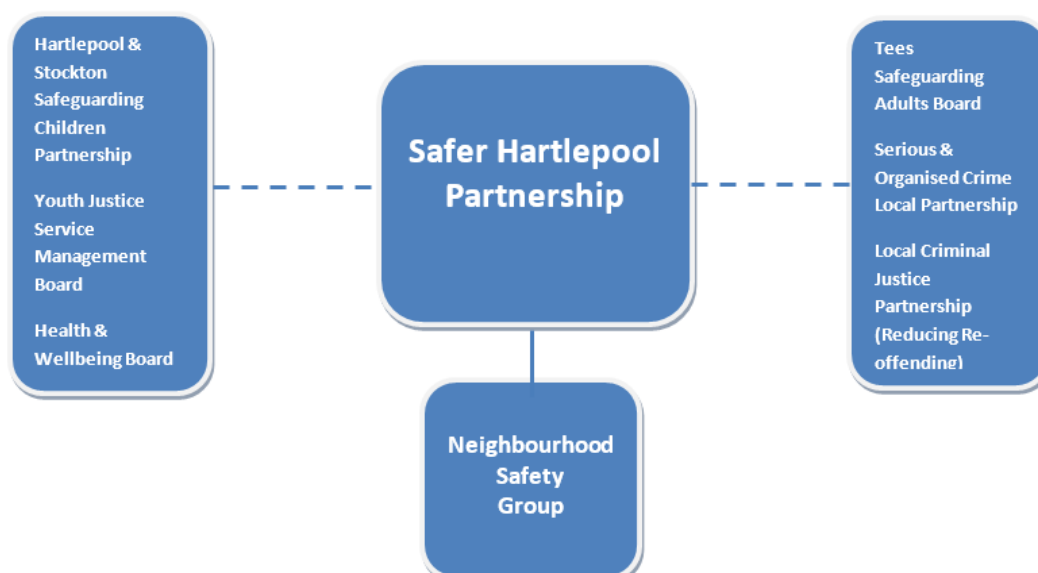 Hartlepool &
Stockton
Safeguarding
Children
Partnership
Youth Justice
Service
Management
Board
Health &
Wellbeing Board
Safer Hartlepool
Partnership
Tees
Safeguarding
Adults Board
Serious &
Organised Crime
Local Partnership
Local Criminal
Justice
Partnership
(Reducing Re-
offending)
Neighbourhood
Safety
Group